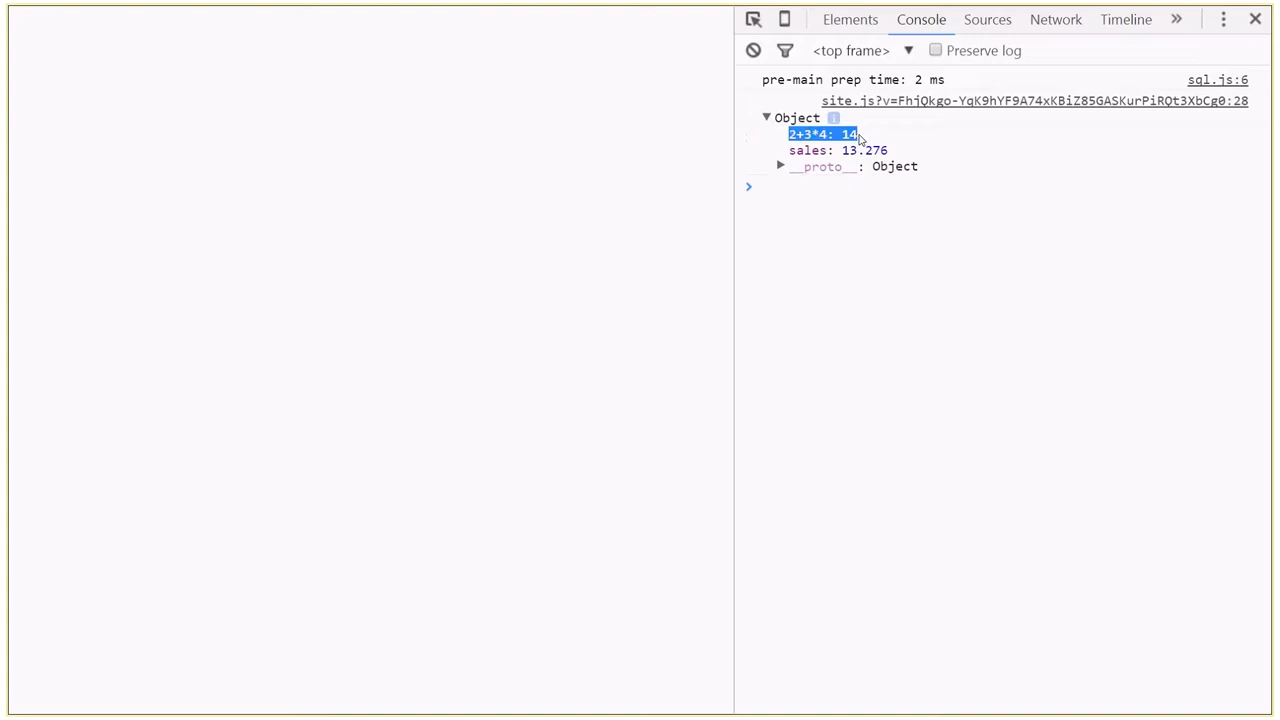 Elements Console Sources Network Timeline »
<top frame> ▼ Preserve log
pre-main prep time: 2 ms sql.js:6
site.js?v=FhjQkgo-YqK9hYF9A74xKBiZ85GASKurPiRQt3XbCg0:28
▼ Object i
2+3*4: 14
sales: 13.276
▶ __proto__: Object
>